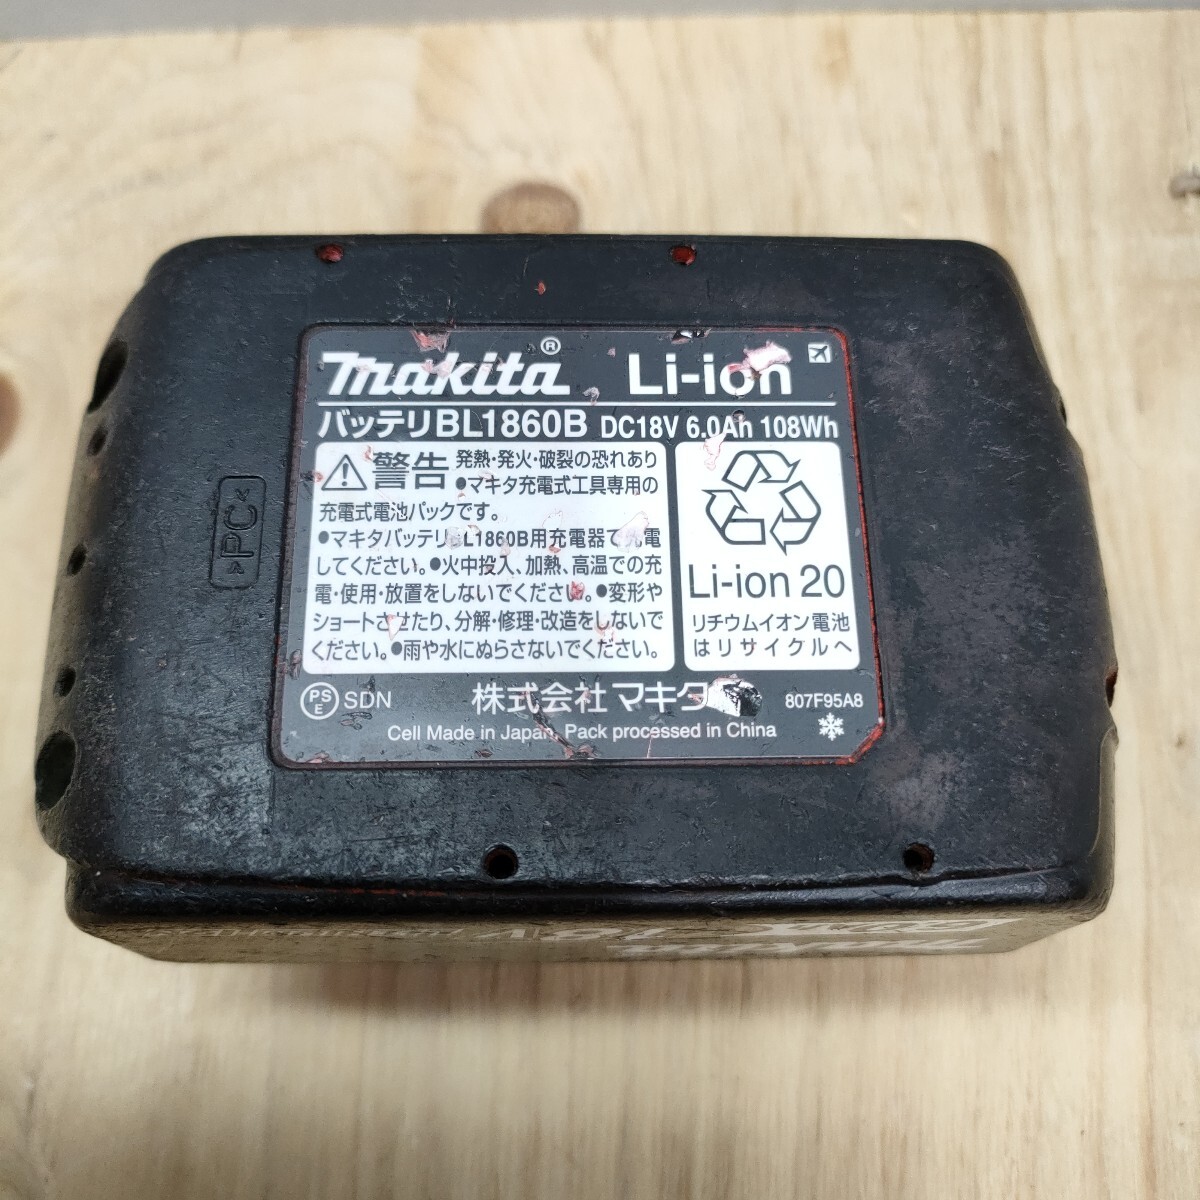 makita® Li-ion
バッテリBL1860B DC18V 6.0Ah 108Wh
警告 発熱・発火・破裂の恐れあり
●マキタ充電式工具専用の
充電式電池パックです。
●マキタバッテリBL1860B用充電器で充電
してください。●火中投入、加熱、高温での充
電・使用・放置をしないでください。●変形や
ショートさせたり、分解・修理・改造をしないで
ください。●雨や水にぬらさないでください。
Li-ion 20
リチウムイオン電池
はリサイクルへ
PSE SDN
株式会社 マキタ
807F95A8
Cell Made in Japan, Pack processed in China
>PC<